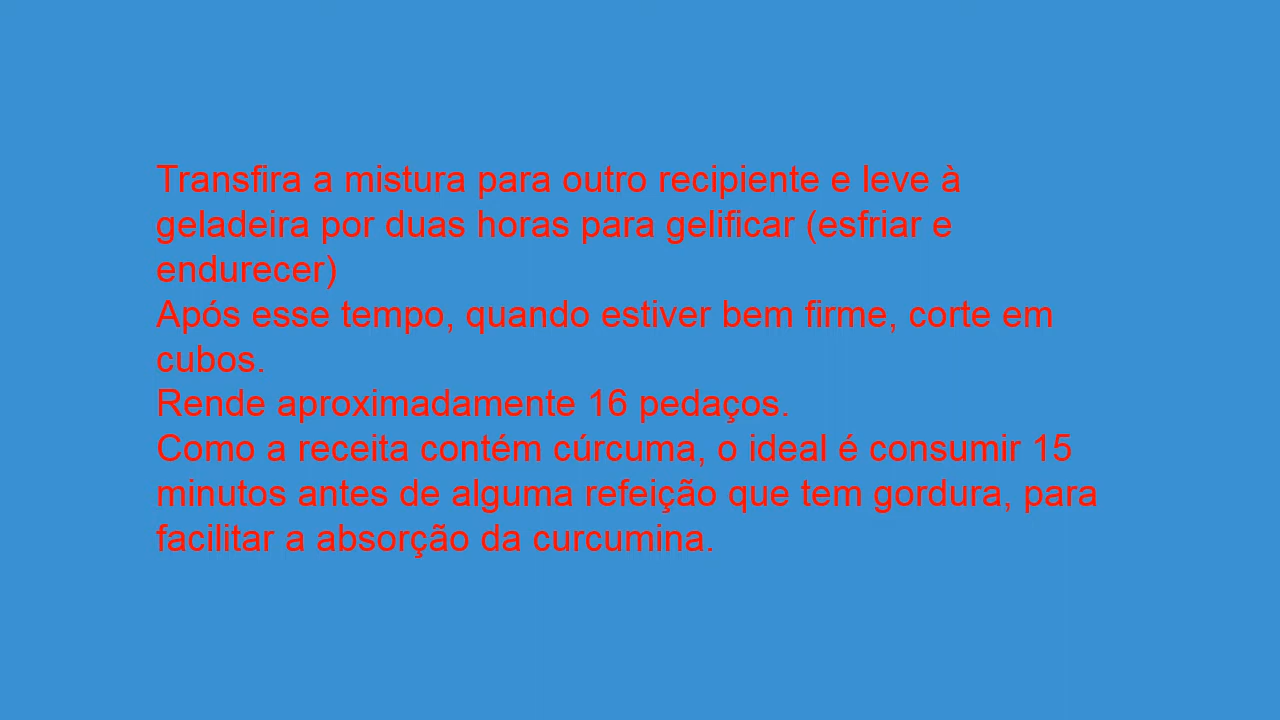 Transfira a mistura para outro recipiente e leve à
geladeira por duas horas para gelificar (esfriar e
endurecer)
Após esse tempo, quando estiver bem firme, corte em
cubos.
Rende aproximadamente 16 pedaços.
Como a receita contém cúrcuma, o ideal é consumir 15
minutos antes de alguma refeição que tem gordura, para
facilitar a absorção da curcumina.